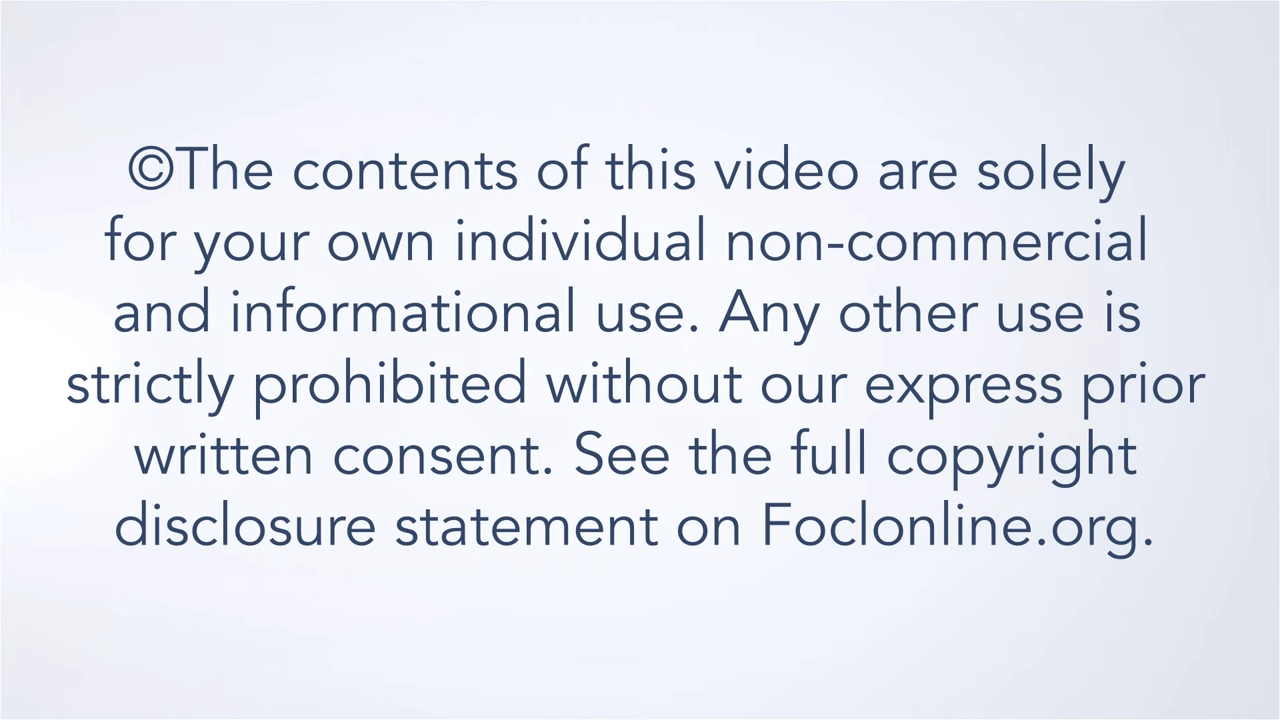 ©The contents of this video are solely
for your own individual non-commercial
and informational use. Any other use is
strictly prohibited without our express prior
written consent. See the full copyright
disclosure statement on Foclonline.org.